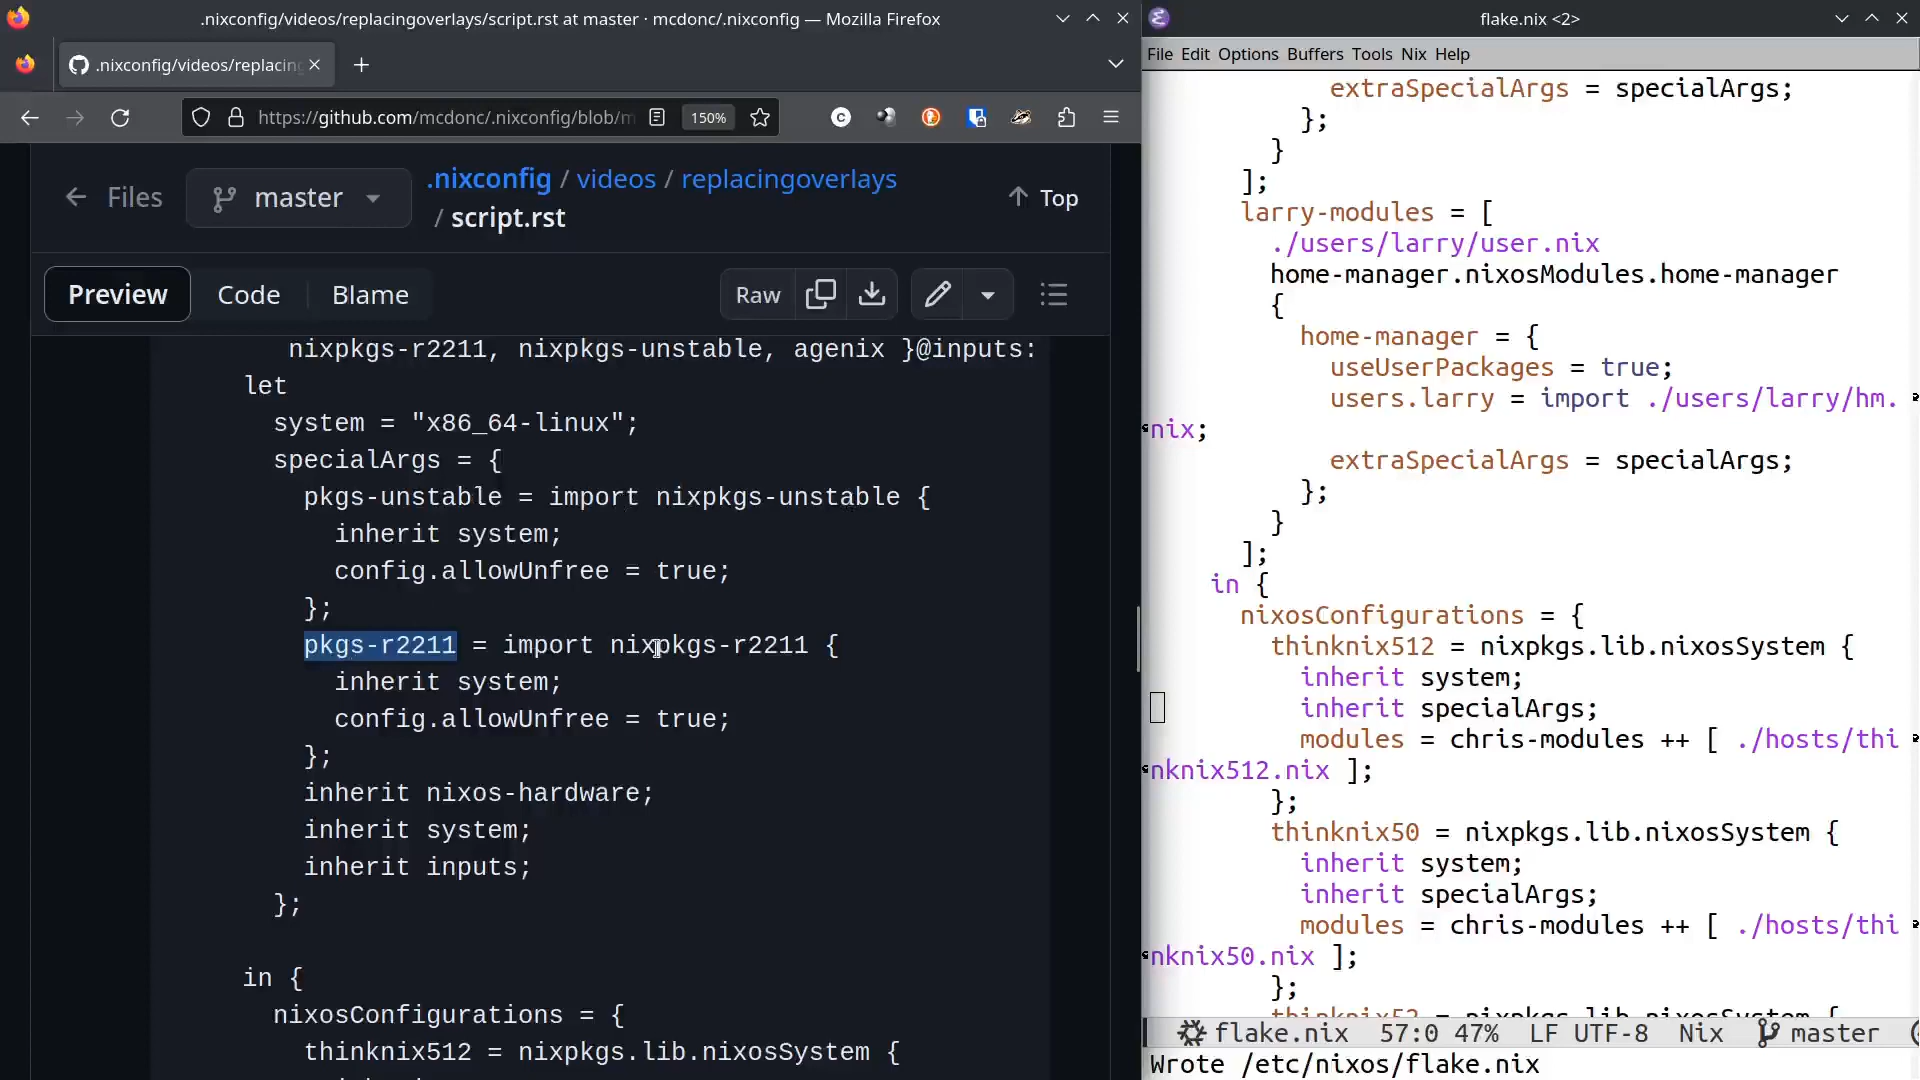 .nixconfig/videos/replacingoverlays/script.rst at master · mcdonc/.nixconfig — Mozilla Firefox
.nixconfig/videos/replacing
https://github.com/mcdonc/.nixconfig/blob/m
150%
Files
master
.nixconfig / videos / replacingoverlays
/ script.rst
Top
Preview
Code
Blame
Raw
nixpkgs-r2211, nixpkgs-unstable, agenix }@inputs:
let
system = "x86_64-linux";
specialArgs = {
pkgs-unstable = import nixpkgs-unstable {
inherit system;
config.allowUnfree = true;
};
pkgs-r2211 = import nixpkgs-r2211 {
inherit system;
config.allowUnfree = true;
};
inherit nixos-hardware;
inherit system;
inherit inputs;
};
in {
nixosConfigurations = {
thinknix512 = nixpkgs.lib.nixosSystem {
flake.nix <2>
File Edit Options Buffers Tools Nix Help
extraSpecialArgs = specialArgs;
};
}
];
larry-modules = [
./users/larry/user.nix
home-manager.nixosModules.home-manager
{
home-manager = {
useUserPackages = true;
users.larry = import ./users/larry/hm.
nix;
extraSpecialArgs = specialArgs;
};
}
];
in {
nixosConfigurations = {
thinknix512 = nixpkgs.lib.nixosSystem {
inherit system;
inherit specialArgs;
modules = chris-modules ++ [ ./hosts/thi
nknix512.nix ];
};
thinknix50 = nixpkgs.lib.nixosSystem {
inherit system;
inherit specialArgs;
modules = chris-modules ++ [ ./hosts/thi
nknix50.nix ];
};
thinknix52 = nixpkgs.lib.nixosSystem {
flake.nix 57:0 47% LF UTF-8 Nix master
Wrote /etc/nixos/flake.nix